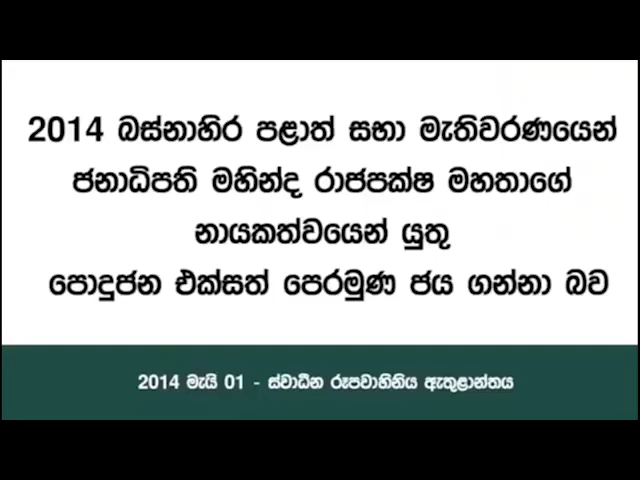 2014 බස්නාහිර පළාත් සභා මැතිවරණයෙන්
ජනාධිපති මහින්ද රාජපක්ෂ මහතාගේ
නායකත්වයෙන් යුතු
පොදුජන එක්සත් පෙරමුණ ජය ගන්නා බව
2014 මැයි 01 - ස්වාධීන රූපවාහිනිය ඇතුළාන්තය